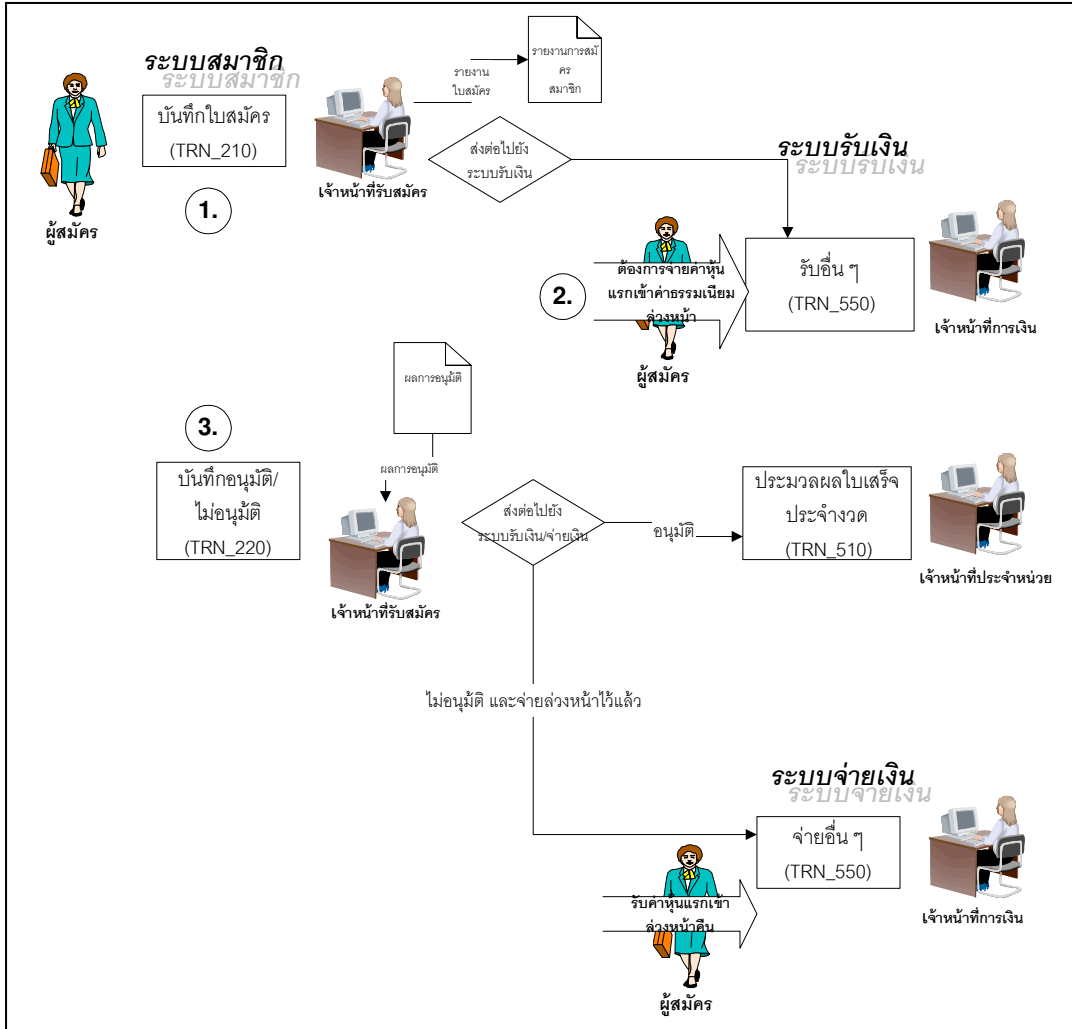 ระบบสมาชิก
บันทึกใบสมัคร
(TRN_210)
1.
ผู้สมัคร
เจ้าหน้าที่รับสมัคร
รายงาน
ใบสมัคร
รายงานการสมั
คร
สมาชิก
ส่งต่อไปยัง
ระบบรับเงิน
ระบบรับเงิน
2.
ต้องการจ่ายค่าหุ้น
แรกเข้าค่าธรรมเนียม
ล่วงหน้า
ผู้สมัคร
รับอื่น ๆ
(TRN_550)
เจ้าหน้าที่การเงิน
ผลการอนุมัติ
3.
บันทึกอนุมัติ/
ไม่อนุมัติ
(TRN_220)
ผลการอนุมัติ
เจ้าหน้าที่รับสมัคร
ส่งต่อไปยัง
ระบบรับเงิน/จ่ายเงิน
อนุมัติ
ประมวลผลใบเสร็จ
ประจำงวด
(TRN_510)
เจ้าหน้าที่ประจำหน่วย
ไม่อนุมัติ และจ่ายล่วงหน้าไว้แล้ว
ระบบจ่ายเงิน
จ่ายอื่น ๆ
(TRN_550)
เจ้าหน้าที่การเงิน
รับค่าหุ้นแรกเข้า
ล่วงหน้าคืน
ผู้สมัคร